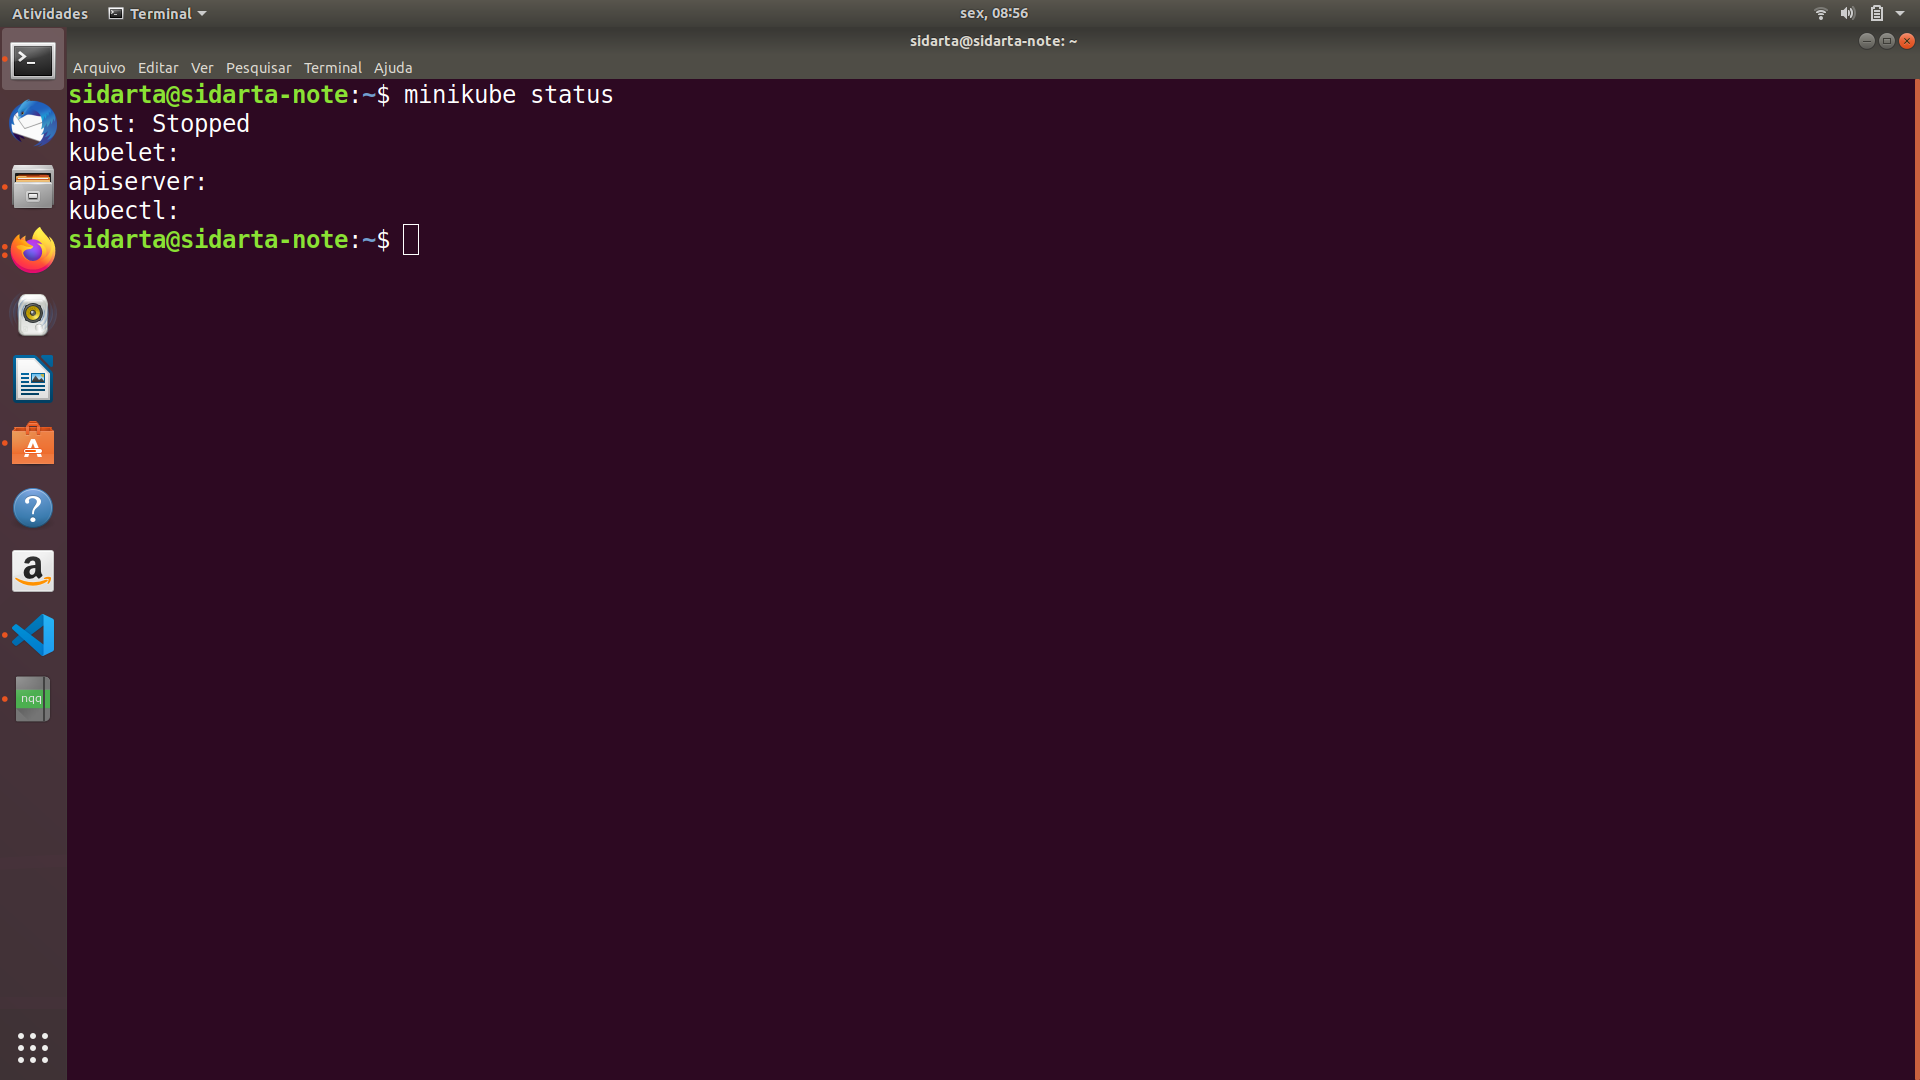 Atividades
Terminal
sex, 08:56
sidarta@sidarta-note: ~
Arquivo Editar Ver Pesquisar Terminal Ajuda
sidarta@sidarta-note:~$ minikube status
host: Stopped
kubelet:
apiserver:
kubectl:
sidarta@sidarta-note:~$
nqq